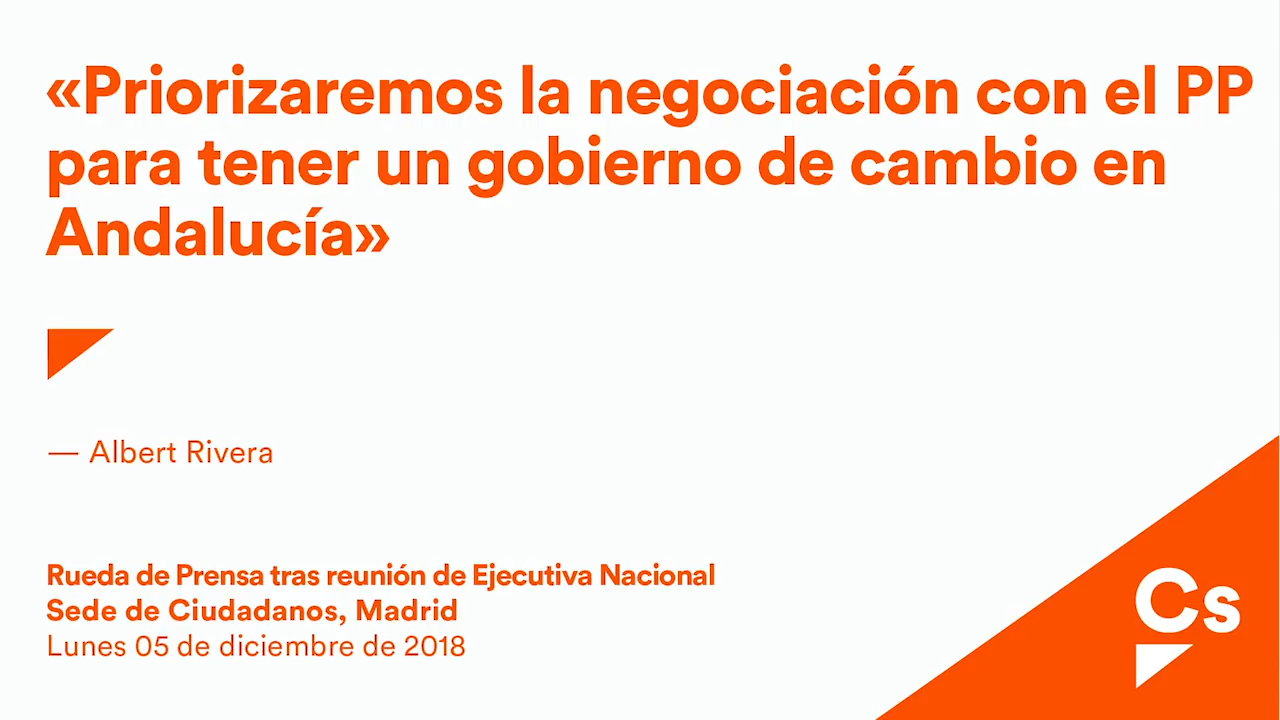 «Priorizaremos la negociación con el PP
para tener un gobierno de cambio en
Andalucía»
— Albert Rivera
Rueda de Prensa tras reunión de Ejecutiva Nacional
Sede de Ciudadanos, Madrid
Lunes 05 de diciembre de 2018
Cs